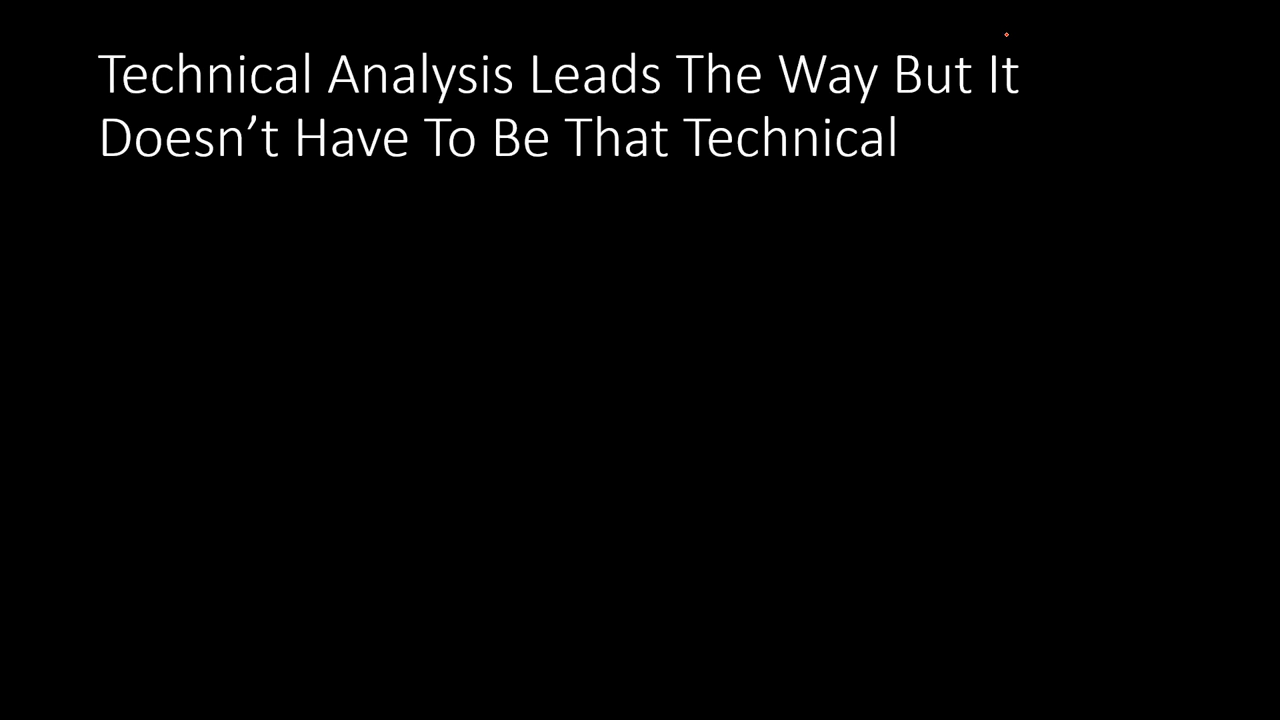 Technical Analysis Leads The Way But It
Doesn’t Have To Be That Technical